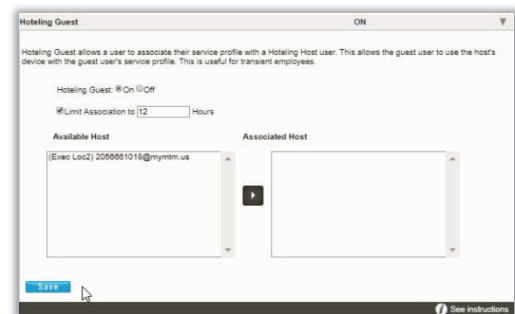 Hoteling Guest ON
Hoteling Guest allows a user to associate their service profile with a Hoteling Host user. This allows the guest user to use the host's
device with the guest user's service profile. This is useful for transient employees.
Hoteling Guest: On Off
Limit Association to 12 Hours
Available Host Associated Host
(Exec Loc2) 2056661018@mymtm.us
Save
See instructions